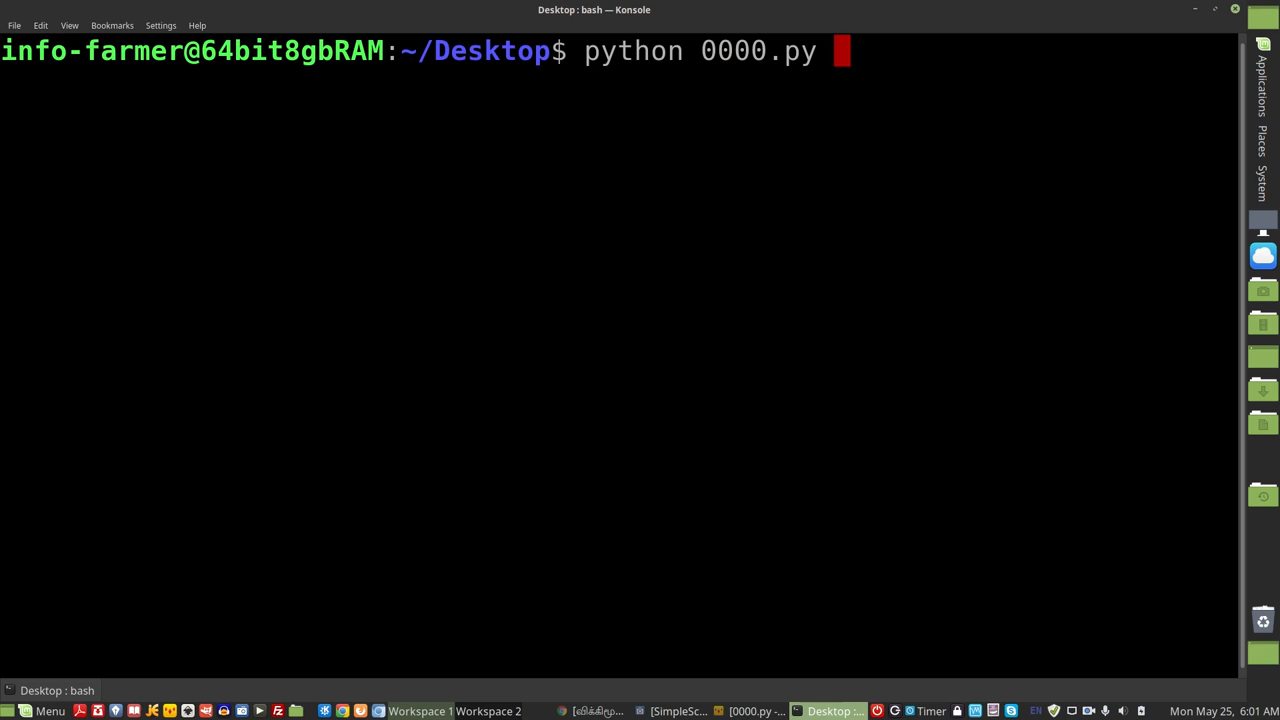 Desktop : bash — Konsole
File Edit View Bookmarks Settings Help
info-farmer@64bit8gbRAM:~/Desktop$ python 0000.py
Applications
Places
System
Desktop : bash
Menu Workspace 1 Workspace 2 [விக்கிமூ... [SimpleSc... [0000.py -... Desktop :... Timer EN Mon May 25, 6:01 AM